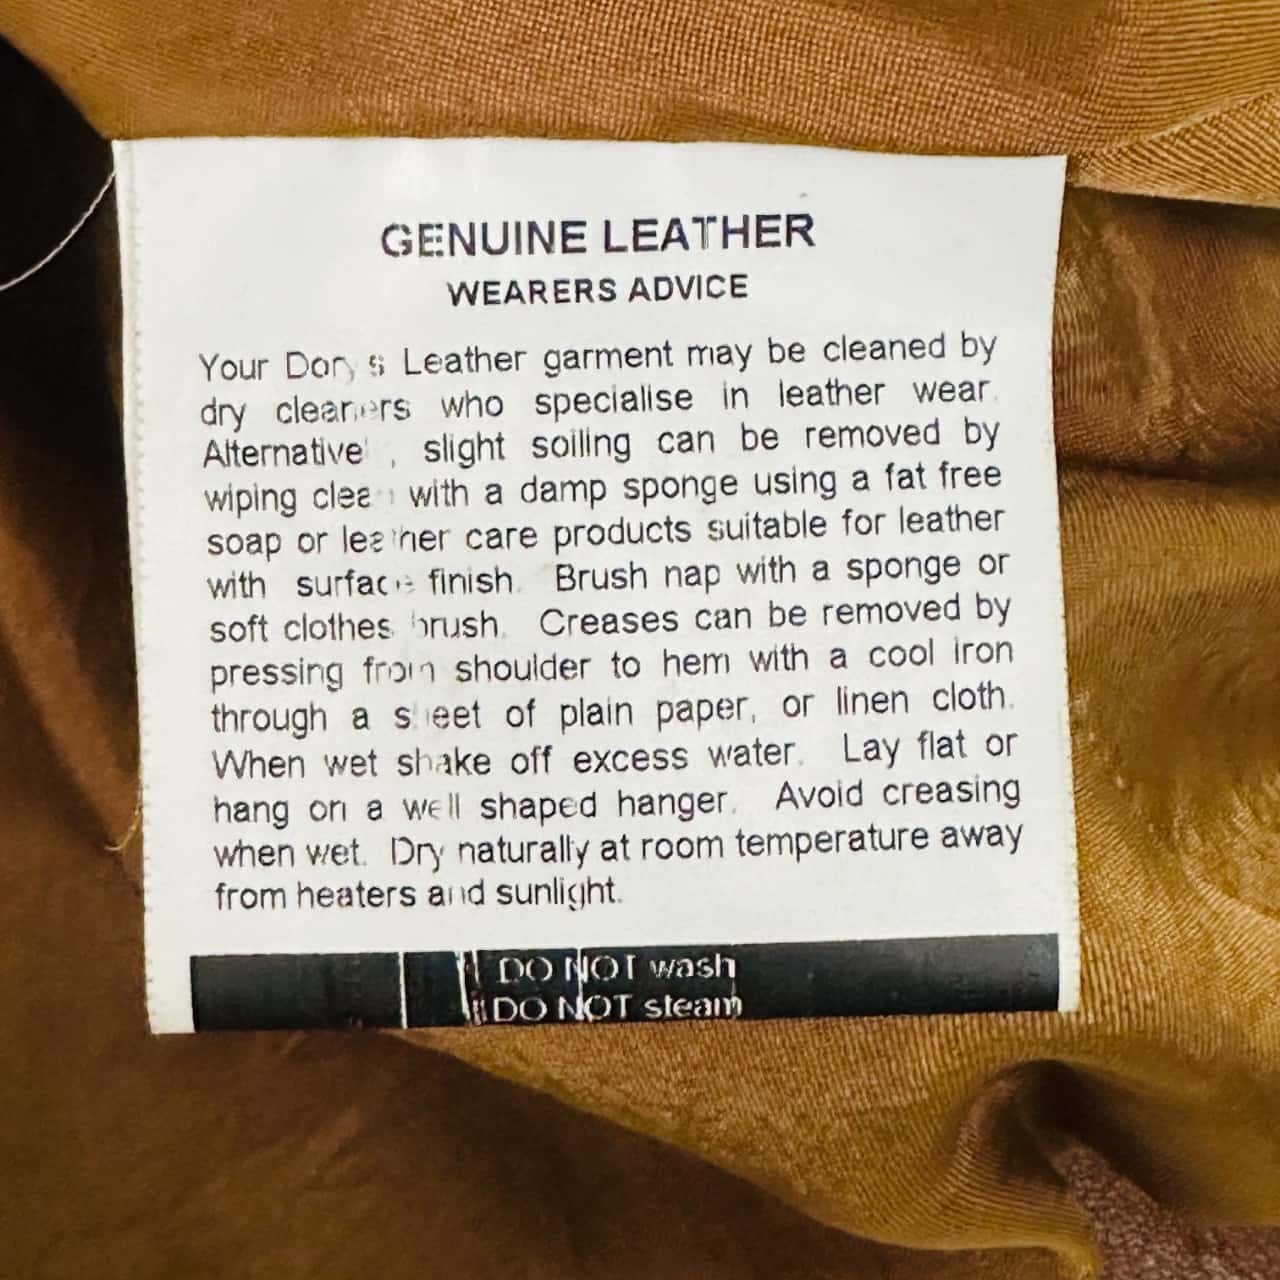 GENUINE LEATHER
WEARERS ADVICE
Your Leather garment may be cleaned by
dry cleaners who specialise in leather wear.
Alternatively, slight soiling can be removed by
wiping clean with a damp sponge using a fat free
soap or leather care products suitable for leather
with surface finish. Brush nap with a sponge or
soft clothes brush. Creases can be removed by
pressing from shoulder to hem with a cool iron
through a sheet of plain paper, or linen cloth.
When wet shake off excess water. Lay flat or
hang on a well shaped hanger. Avoid creasing
when wet. Dry naturally at room temperature away
from heaters and sunlight.
DO NOT wash
DO NOT steam